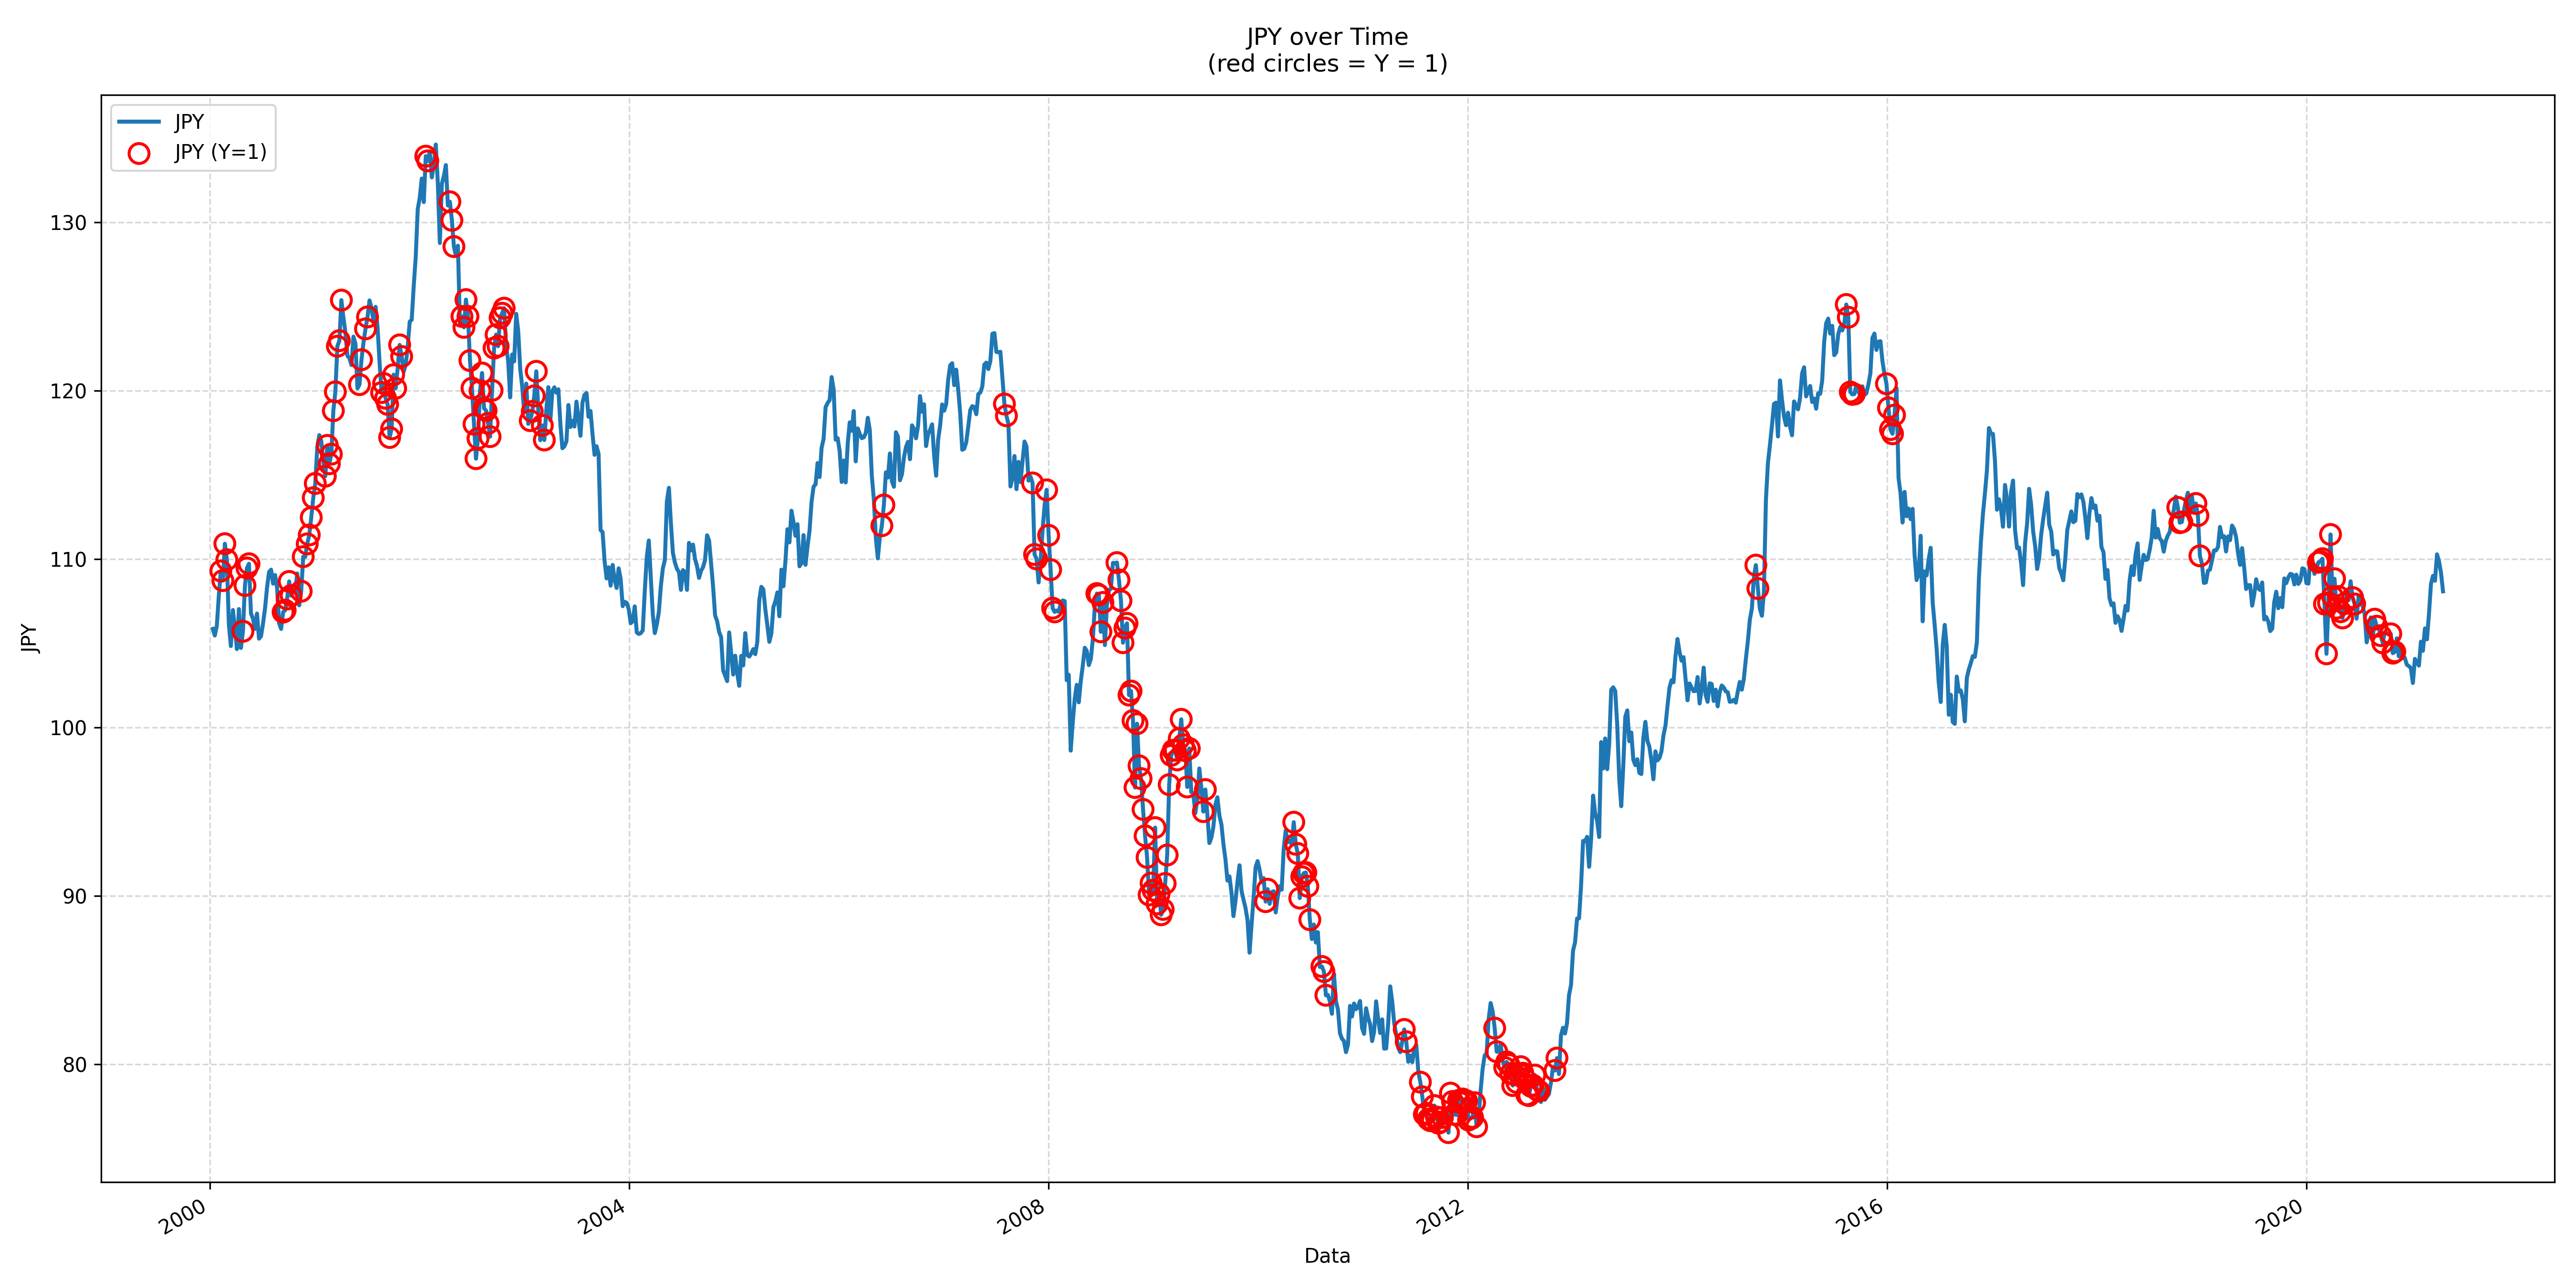 JPY over Time
(red circles = Y = 1)
JPY
JPY (Y=1)
130
120
110
100
90
80
JPY
2000
2004
2008
2012
2016
2020
Data